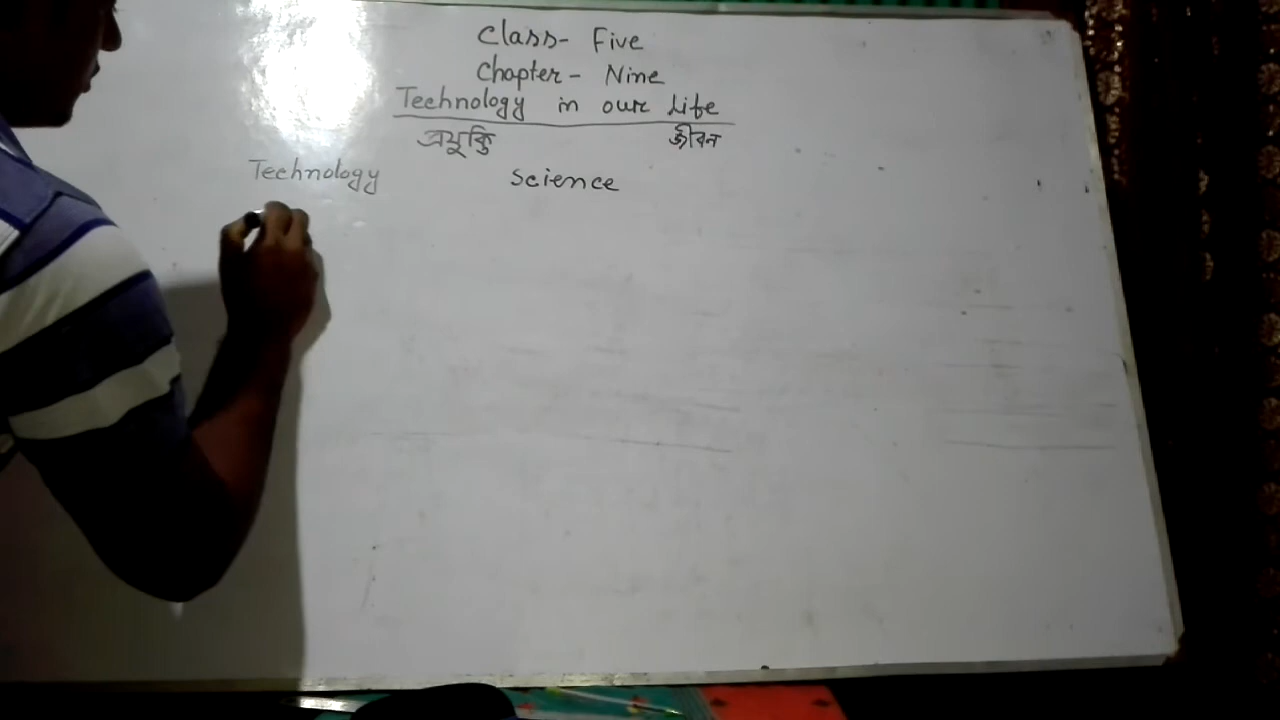 Class- Five
Chapter- Nine
Technology in our Life
প্রযুক্তি জীবন
Technology Science